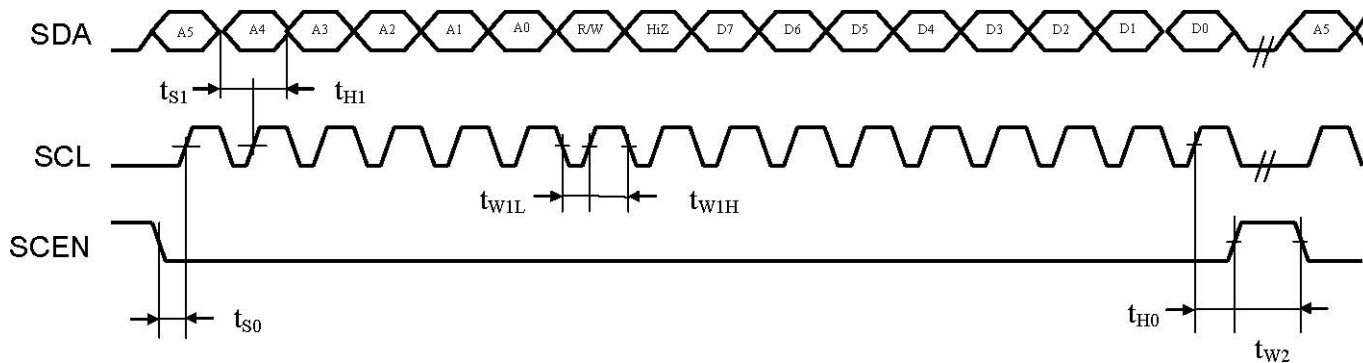 SDA A5 A4 A3 A2 A1 A0 R/W HiZ D7 D6 D5 D4 D3 D2 D1 D0 A5
tS1 tH1
SCL
tW1L tW1H
SCEN
tS0 tH0
tW2